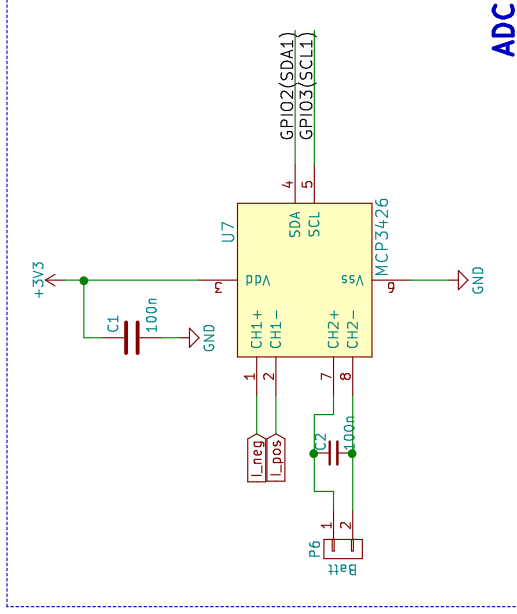 ADC
GPIO2(SDA1)
GPIO3(SCL1)
4
5
U7
MCP3426
SDA
SCL
+3V3
3
Vdd
Vss
6
GND
C1
100n
GND
CH1+
CH1-
CH2+
CH2-
1
2
7
8
I_neg
I_pos
C2
100n
1
2
P6
Batt